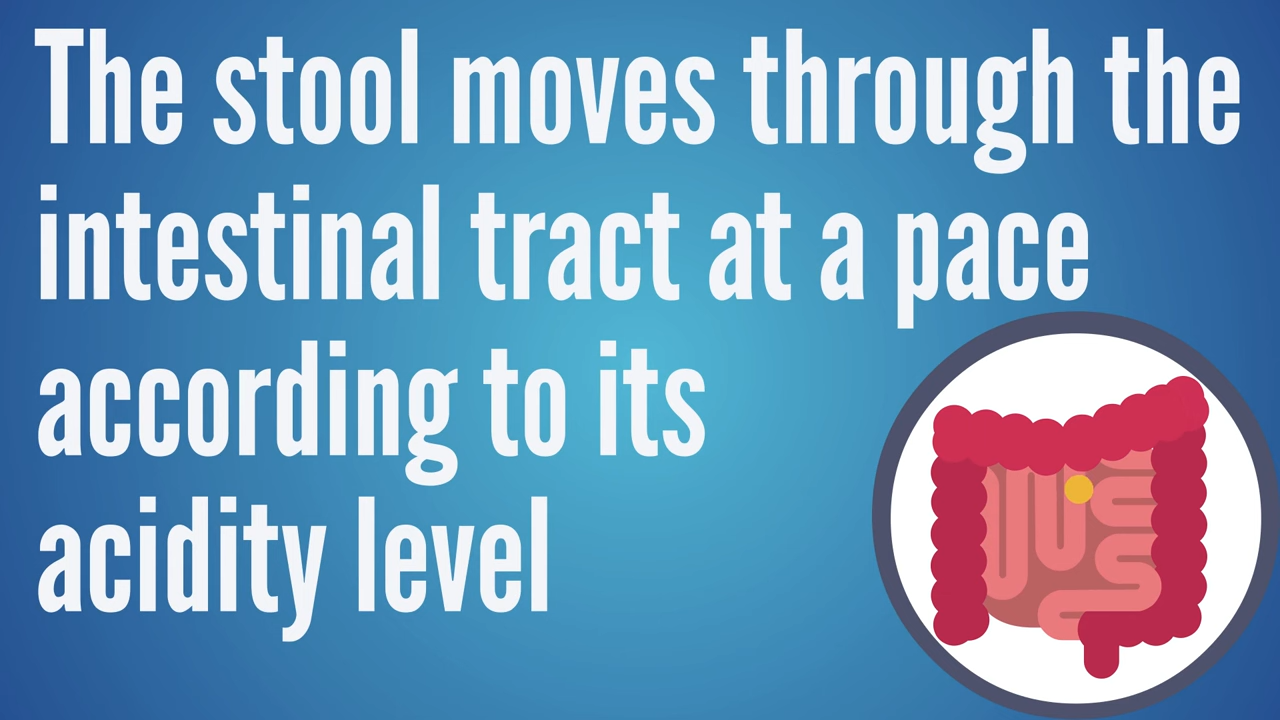 The stool moves through the
intestinal tract at a pace
according to its
acidity level